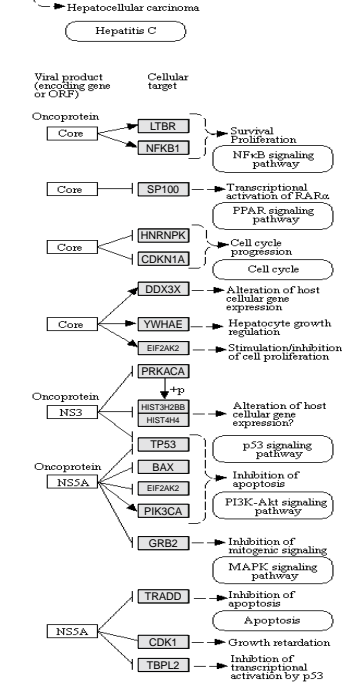 Hepatocellular carcinoma
Hepatitis C
Viral product
(encoding gene
or ORF)
Cellular
target
Oncoprotein
Core
LTBR
NFKB1
Survival
Proliferation
NFκB signaling
pathway
Core
SP100
Transcriptional
activation of RARα
PPAR signaling
pathway
Core
HNRNPK
CDKN1A
Cell cycle
progression
Cell cycle
Core
DDX3X
YWHAE
EIF2AK2
Alteration of host
cellular gene
expression
Hepatocyte growth
regulation
Stimulation/inhibition
of cell proliferation
PRKACA
+p
Oncoprotein
NS3
HIST3H2BB
HIST4H4
Alteration of host
cellular gene
expression?
TP53
p53 signaling
pathway
Oncoprotein
NS5A
BAX
EIF2AK2
PIK3CA
Inhibition of
apoptosis
PI3K-Akt signaling
pathway
GRB2
Inhibition of
mitogenic signaling
MAPK signaling
pathway
NS5A
TRADD
Inhibition of
apoptosis
Apoptosis
CDK1
Growth retardation
TBPL2
Inhibtion of
transcriptional
activation by p53